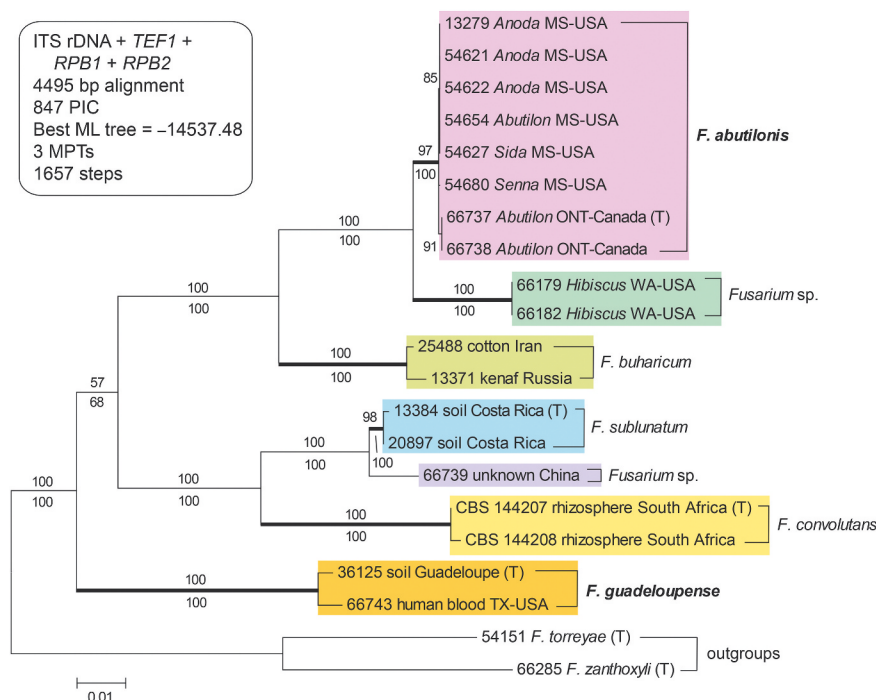 ITS rDNA + TEF1 +
RPB1 + RPB2
4495 bp alignment
847 PIC
Best ML tree = –14537.48
3 MPTs
1657 steps
13279 Anoda MS-USA
54621 Anoda MS-USA
85
54622 Anoda MS-USA
54654 Abutilon MS-USA
F. abutilonis
97
54627 Sida MS-USA
100
54680 Senna MS-USA
66737 Abutilon ONT-Canada (T)
100
100
91
66738 Abutilon ONT-Canada
100
66179 Hibiscus WA-USA
Fusarium sp.
100
66182 Hibiscus WA-USA
100
100
25488 cotton Iran
100
F. buharicum
100
13371 kenaf Russia
57
68
98
13384 soil Costa Rica (T)
F. sublunatum
20897 soil Costa Rica
100
100
100
66739 unknown China
Fusarium sp.
100
100
100
100
CBS 144207 rhizosphere South Africa (T)
F. convolutans
100
100
CBS 144208 rhizosphere South Africa
100
36125 soil Guadeloupe (T)
F. guadeloupense
100
66743 human blood TX-USA
54151 F. torreyae (T)
outgroups
66285 F. zanthoxyli (T)
0.01